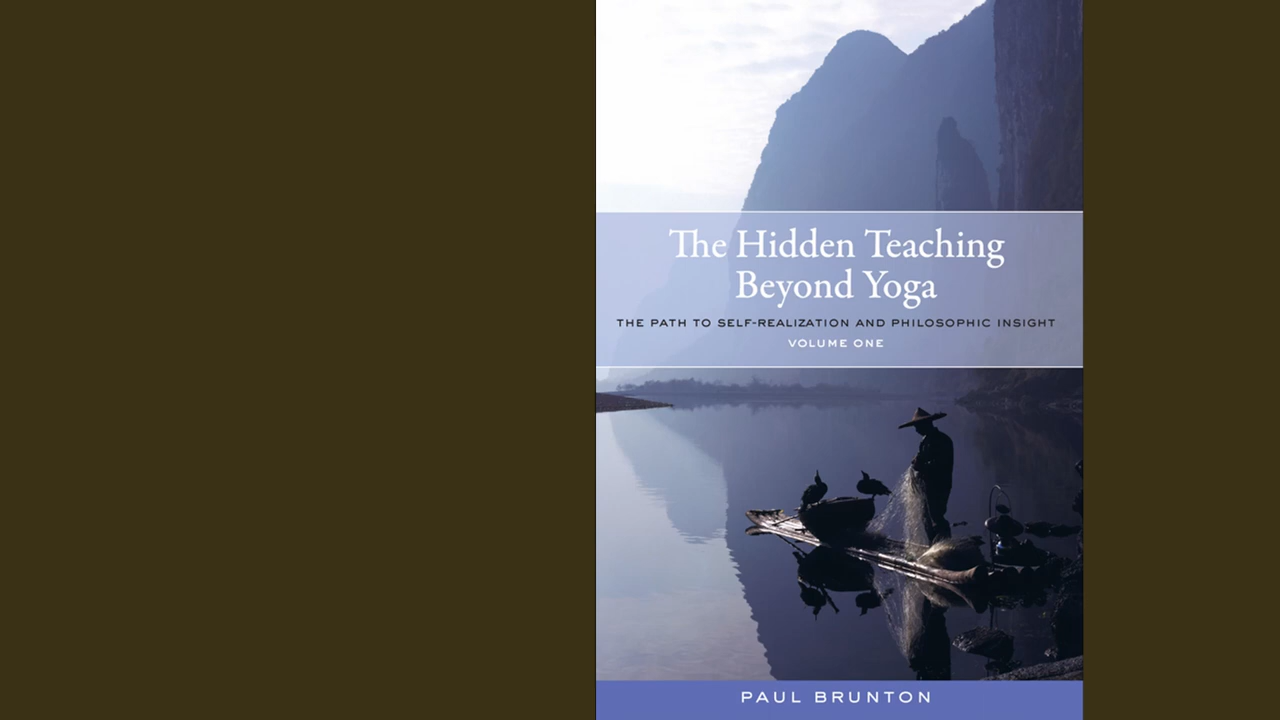 The Hidden Teaching
Beyond Yoga
THE PATH TO SELF-REALIZATION AND PHILOSOPHIC INSIGHT
VOLUME ONE
PAUL BRUNTON